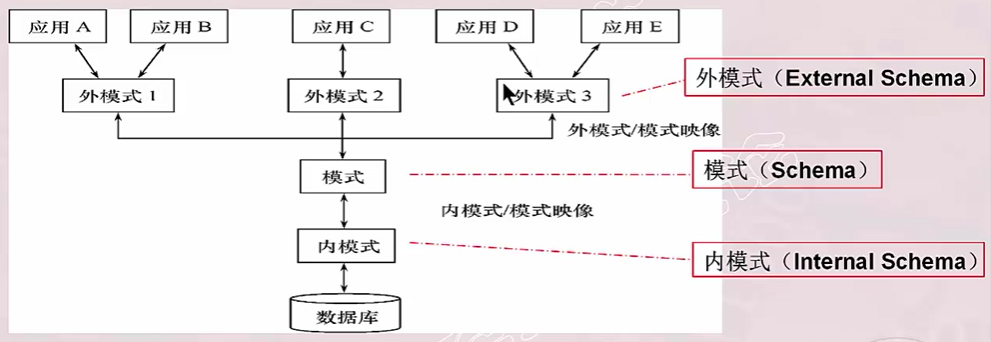 应用 A
应用 B
应用 C
应用 D
应用 E
外模式 1
外模式 2
外模式 3
外模式（External Schema）
外模式/模式映像
模式
模式（Schema）
内模式/模式映像
内模式
内模式（Internal Schema）
数据库